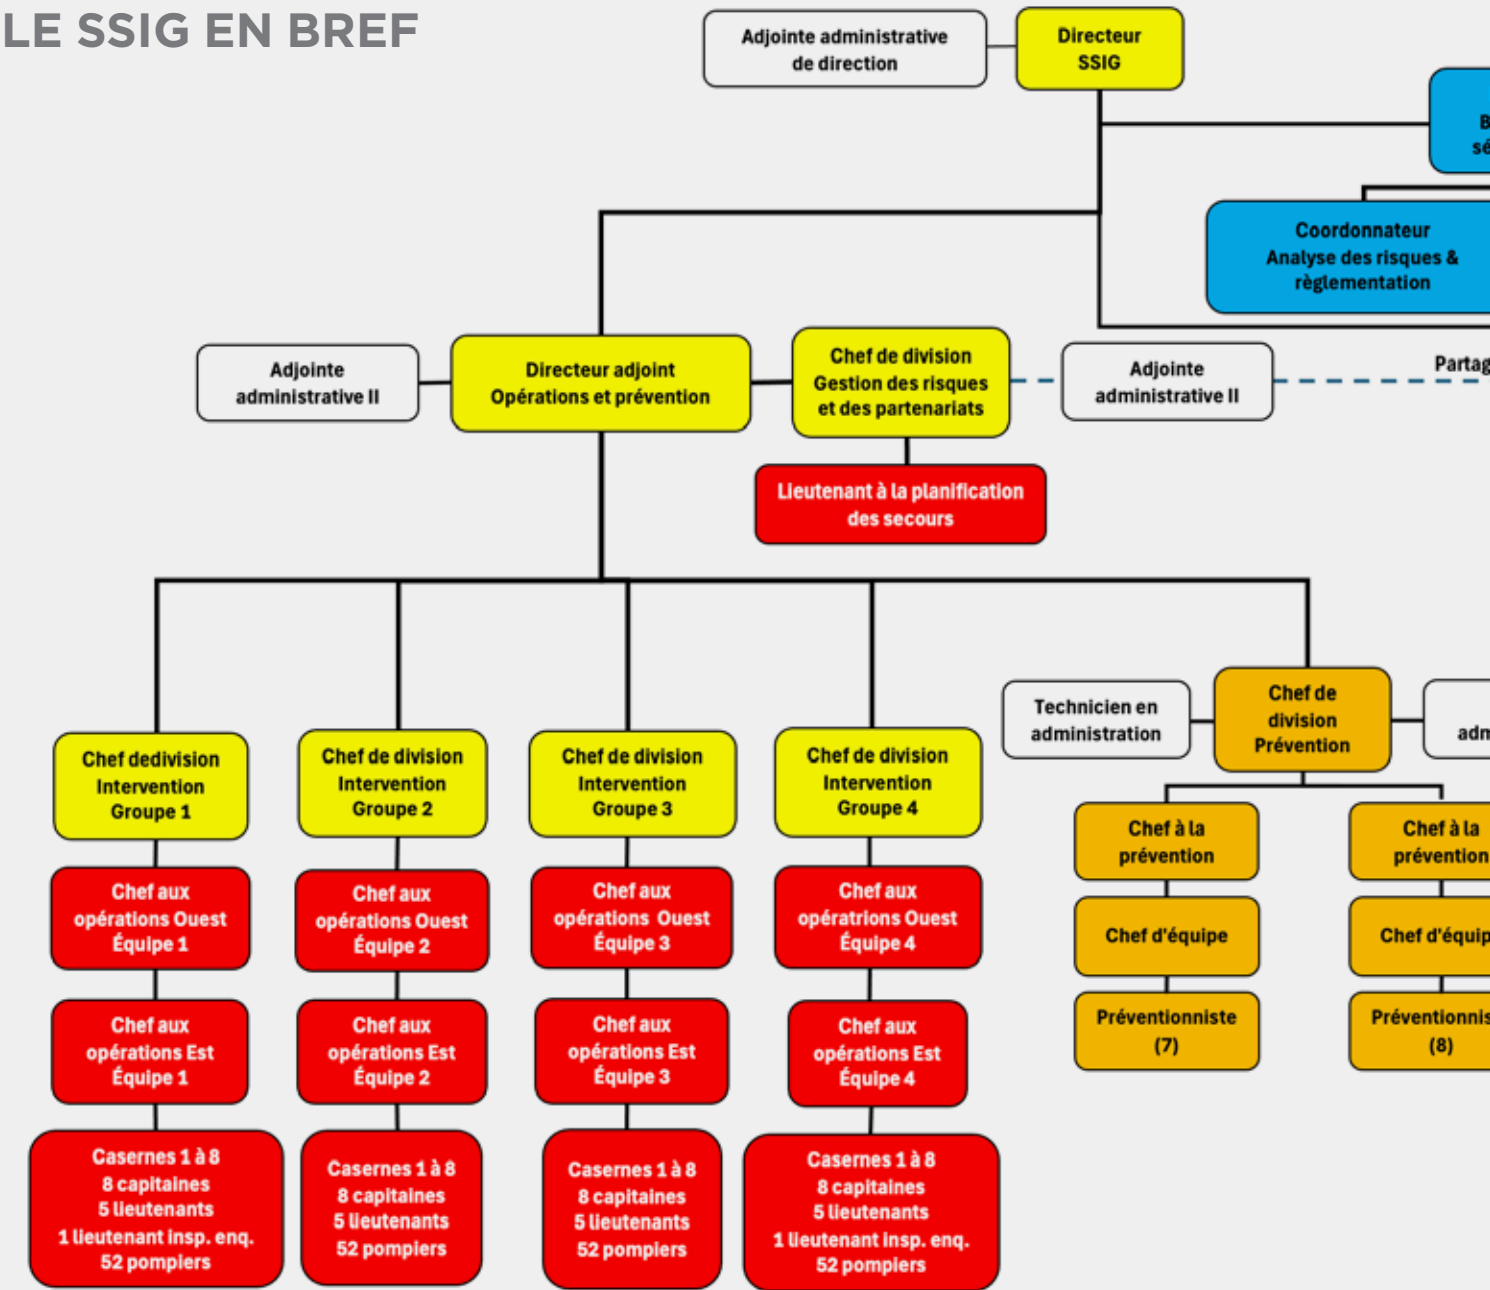 LE SSIG EN BREF
Adjointe administrative
de direction
Directeur
SSIG
Coordonnateur
Analyse des risques &
règlementation
Adjointe
administrative II
Directeur adjoint
Opérations et prévention
Chef de division
Gestion des risques
et des partenariats
Adjointe
administrative II
Lieutenant à la planification
des secours
Technicien en
administration
Chef de
division
Prévention
Chef dedivision
Intervention
Groupe 1
Chef de division
Intervention
Groupe 2
Chef de division
Intervention
Groupe 3
Chef de division
Intervention
Groupe 4
Chef à la
prévention
Chef à la
prévention
Chef aux
opérations Ouest
Équipe 1
Chef aux
opérations Ouest
Équipe 2
Chef aux
opérations Ouest
Équipe 3
Chef aux
opératrions Ouest
Équipe 4
Chef d'équipe
Chef d'équip
Chef aux
opérations Est
Équipe 1
Chef aux
opérations Est
Équipe 2
Chef aux
opérations Est
Équipe 3
Chef aux
opérations Est
Équipe 4
Préventionniste
(7)
Préventionnis
(8)
Casernes 1 à 8
8 capitaines
5 lieutenants
1 lieutenant insp. enq.
52 pompiers
Casernes 1 à 8
8 capitaines
5 lieutenants
52 pompiers
Casernes 1 à 8
8 capitaines
5 lieutenants
52 pompiers
Casernes 1 à 8
8 capitaines
5 lieutenants
1 lieutenant insp. enq.
52 pompiers